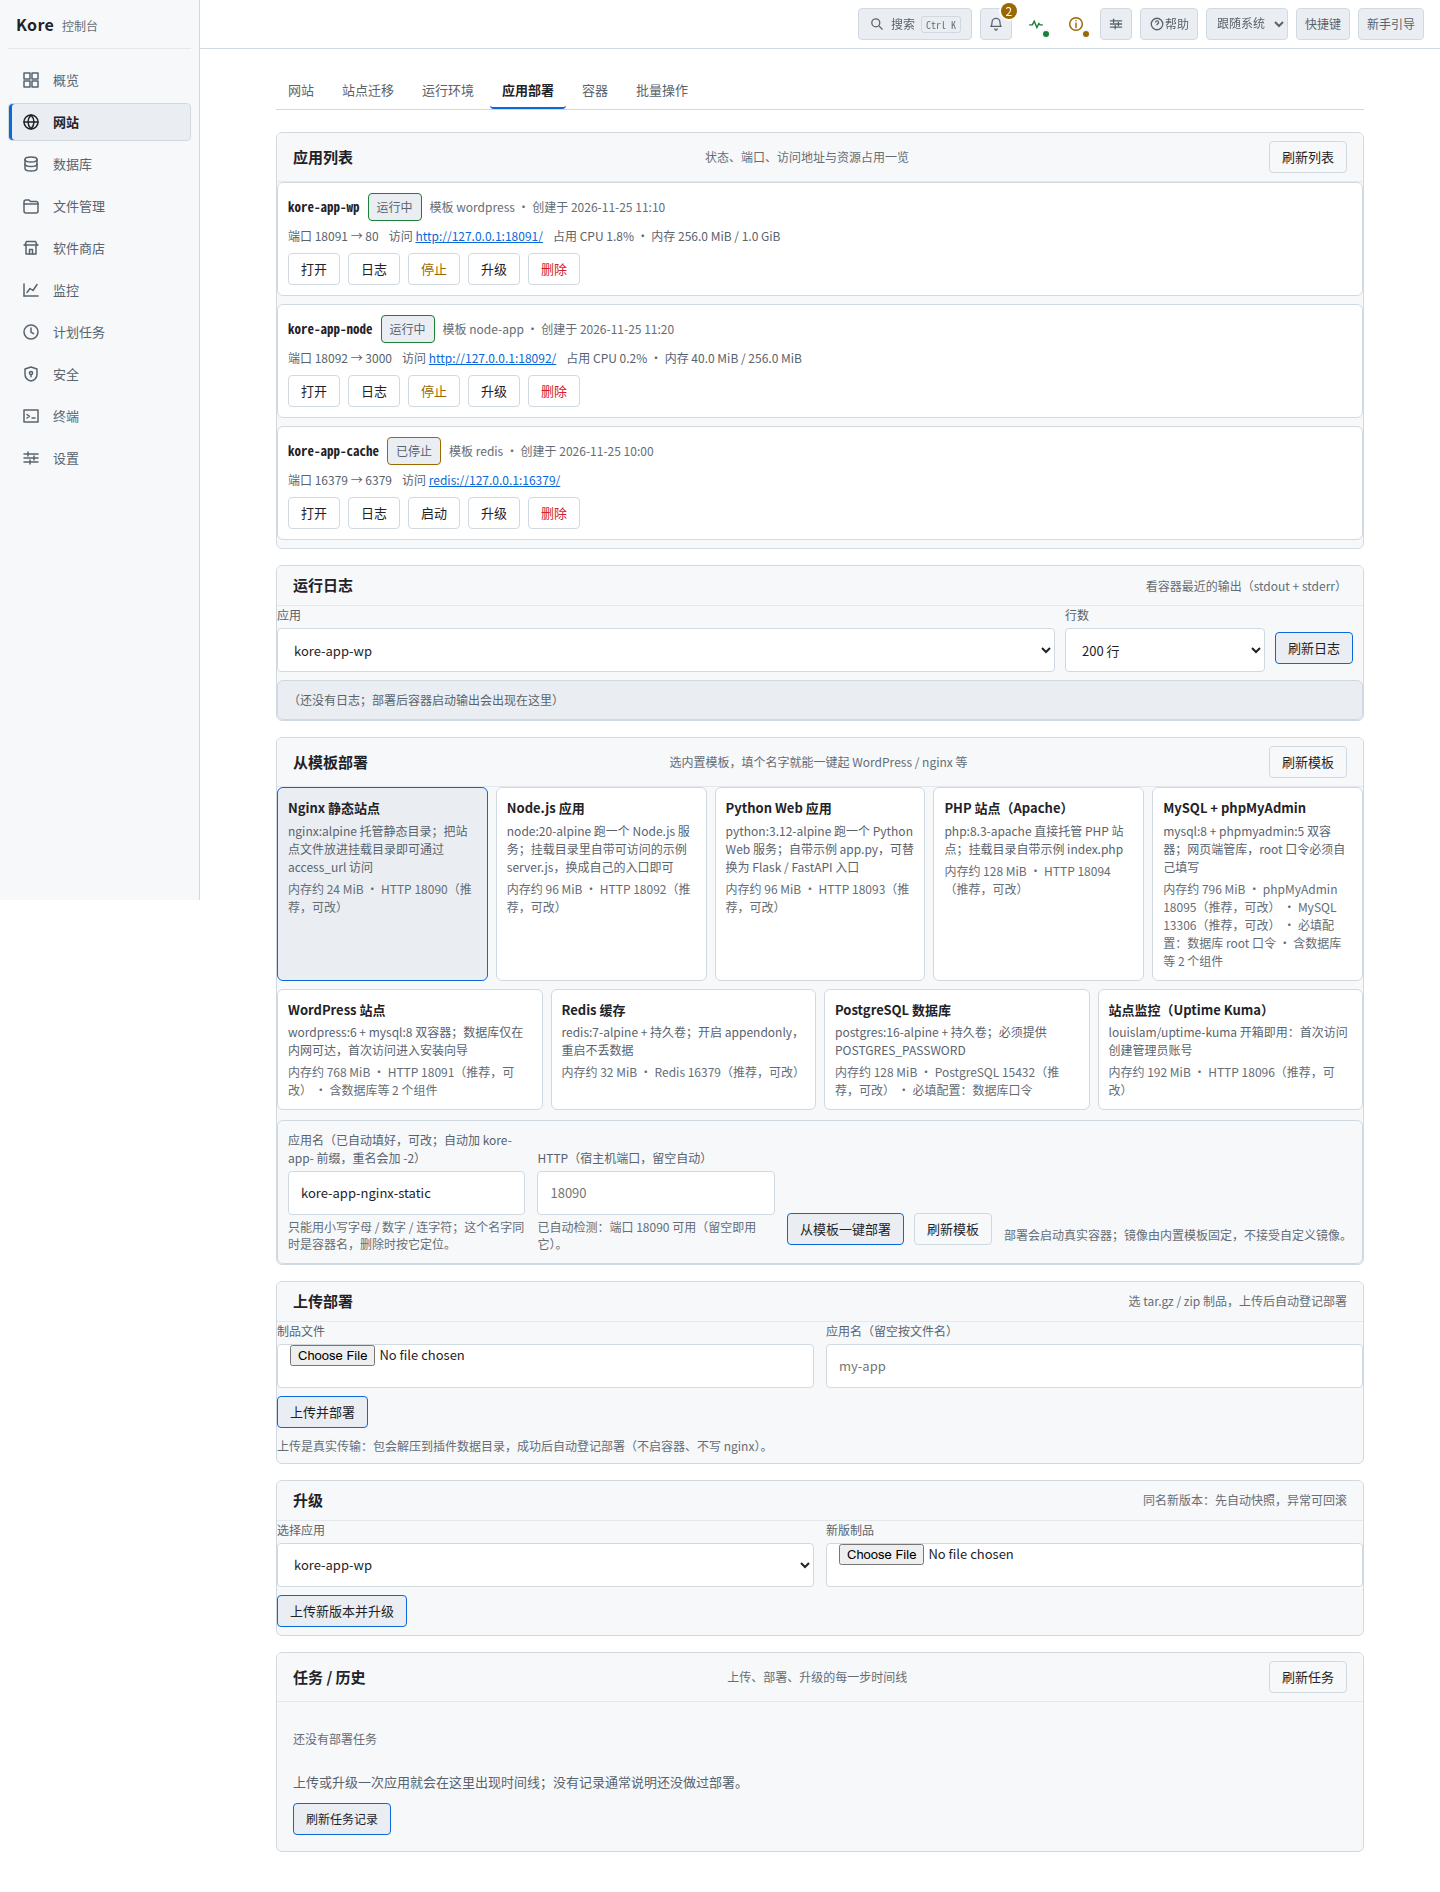 Kore 控制台
搜索 Ctrl K
2
帮助
跟随系统
快捷键
新手引导
概览
网站
数据库
文件管理
软件商店
监控
计划任务
安全
终端
设置
网站 站点迁移 运行环境 应用部署 容器 批量操作
应用列表 状态、端口、访问地址与资源占用一览 刷新列表
kore-app-wp 运行中 模板 wordpress · 创建于 2026-11-25 11:10
端口 18091 → 80 访问 http://127.0.0.1:18091/ 占用 CPU 1.8% · 内存 256.0 MiB / 1.0 GiB
打开 日志 停止 升级 删除
kore-app-node 运行中 模板 node-app · 创建于 2026-11-25 11:20
端口 18092 → 3000 访问 http://127.0.0.1:18092/ 占用 CPU 0.2% · 内存 40.0 MiB / 256.0 MiB
打开 日志 停止 升级 删除
kore-app-cache 已停止 模板 redis · 创建于 2026-11-25 10:00
端口 16379 → 6379 访问 redis://127.0.0.1:16379/
打开 日志 启动 升级 删除
运行日志 看容器最近的输出（stdout + stderr）
应用 行数
kore-app-wp 200 行 刷新日志
（还没有日志；部署后容器启动输出会出现在这里）
从模板部署 选内置模板，填个名字就能一键起 WordPress / nginx 等 刷新模板
Nginx 静态站点
nginx:alpine 托管静态目录；把站
点文件放进挂载目录即可通过
access_url 访问
内存约 24 MiB · HTTP 18090（推
荐，可改）
Node.js 应用
node:20-alpine 跑一个 Node.js 服
务；挂载目录里自带可访问的示例
server.js，换成自己的入口即可
内存约 96 MiB · HTTP 18092（推
荐，可改）
Python Web 应用
python:3.12-alpine 跑一个 Python
Web 服务；自带示例 app.py，可替
换为 Flask / FastAPI 入口
内存约 96 MiB · HTTP 18093（推
荐，可改）
PHP 站点（Apache）
php:8.3-apache 直接托管 PHP 站
点；挂载目录自带示例 index.php
内存约 128 MiB · HTTP 18094
（推荐，可改）
MySQL + phpMyAdmin
mysql:8 + phpmyadmin:5 双容
器；网页端管库，root 口令必须自
己填写
内存约 796 MiB · phpMyAdmin
18095（推荐，可改） · MySQL
13306（推荐，可改） · 必填配
置：数据库 root 口令 · 含数据库
等 2 个组件
WordPress 站点
wordpress:6 + mysql:8 双容器；数据库仅在
内网可达，首次访问进入安装向导
内存约 768 MiB · HTTP 18091（推荐，可
改） · 含数据库等 2 个组件
Redis 缓存
redis:7-alpine + 持久卷；开启 appendonly，
重启不丢数据
内存约 32 MiB · Redis 16379（推荐，可改）
PostgreSQL 数据库
postgres:16-alpine + 持久卷；必须提供
POSTGRES_PASSWORD
内存约 128 MiB · PostgreSQL 15432（推
荐，可改） · 必填配置：数据库口令
站点监控（Uptime Kuma）
louislam/uptime-kuma 开箱即用：首次访问
创建管理员账号
内存约 192 MiB · HTTP 18096（推荐，可
改）
应用名（已自动填好，可改；自动加 kore-
app- 前缀，重名会加 -2）
kore-app-nginx-static
只能用小写字母 / 数字 / 连字符；这个名字同
时是容器名，删除时按它定位。
HTTP（宿主机端口，留空自动）
18090
已自动检测：端口 18090 可用（留空即用
它）。
从模板一键部署 刷新模板 部署会启动真实容器；镜像由内置模板固定，不接受自定义镜像。
上传部署 选 tar.gz / zip 制品，上传后自动登记部署
制品文件 应用名（留空按文件名）
Choose File No file chosen my-app
上传并部署
上传是真实传输：包会解压到插件数据目录，成功后自动登记部署（不启容器、不写 nginx）。
升级 同名新版本：先自动快照，异常可回滚
选择应用 新版制品
kore-app-wp Choose File No file chosen
上传新版本并升级
任务 / 历史 上传、部署、升级的每一步时间线 刷新任务
还没有部署任务
上传或升级一次应用就会在这里出现时间线；没有记录通常说明还没做过部署。
刷新任务记录